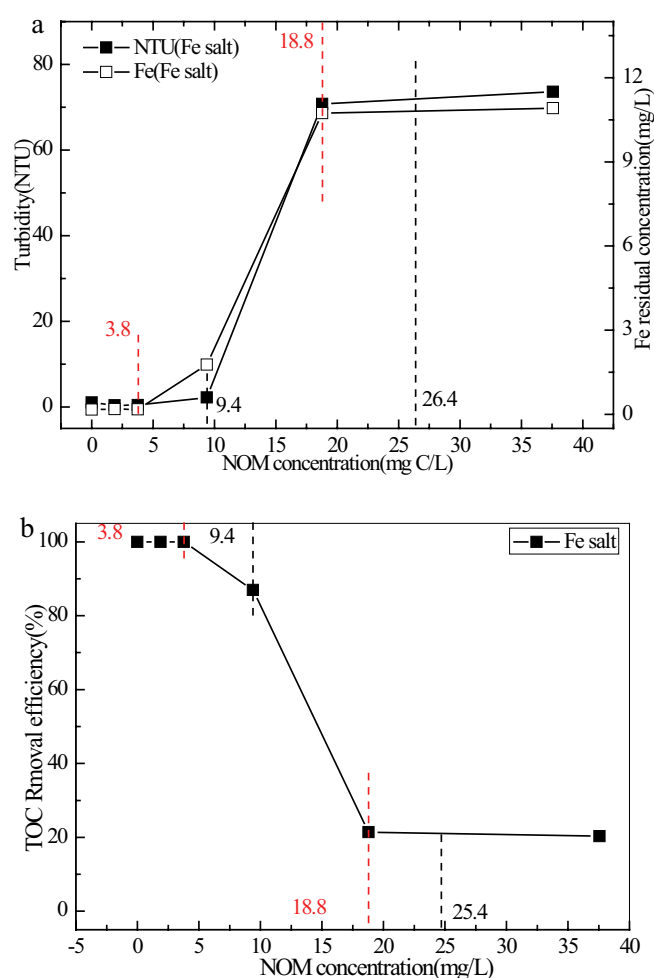 a
NTU(Fe salt)
Fe(Fe salt)
18.8
3.8
9.4
26.4
80
60
40
20
0
Turbidity(NTU)
12
9
6
3
0
Fe residual concentration(mg/L)
0 5 10 15 20 25 30 35 40
NOM concentration(mg C/L)
b
3.8
9.4
Fe salt
18.8
25.4
100
80
60
40
20
0
TOC Rmoval efficiency(%)
-5 0 5 10 15 20 25 30 35 40
NOM concentration(mg/L)